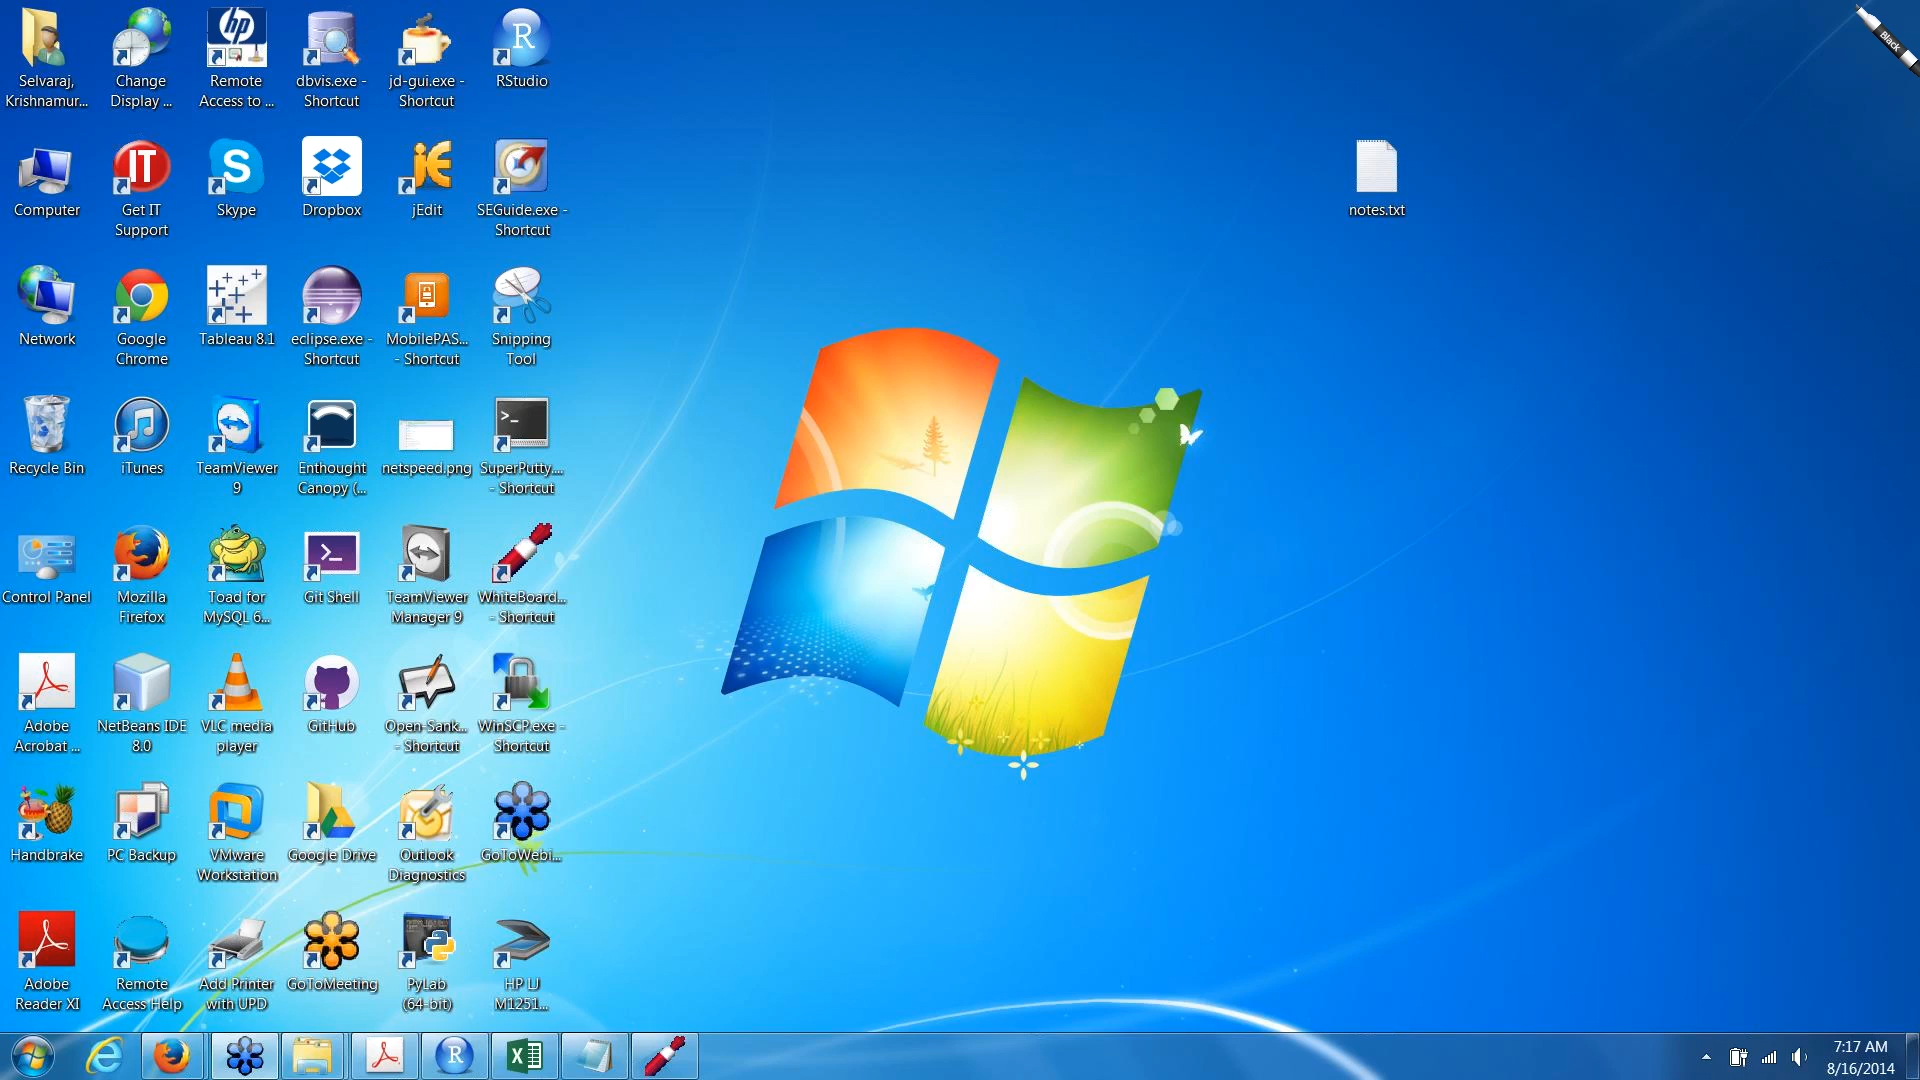 Selvaraj,
Krishnamur...
Change
Display ...
hp
Remote
Access to ...
dbvis.exe -
Shortcut
jd-gui.exe -
Shortcut
R
RStudio
Black
Computer
IT
Get IT
Support
S
Skype
Dropbox
jE
jEdit
SEGuide.exe -
Shortcut
notes.txt
Network
Google
Chrome
Tableau 8.1
eclipse.exe -
Shortcut
MobilePAS...
- Shortcut
Snipping
Tool
Recycle Bin
iTunes
TeamViewer
9
Enthought
Canopy (...
netspeed.png
>_
SuperPutty....
- Shortcut
Control Panel
Mozilla
Firefox
Toad for
MySQL 6...
>_
Git Shell
TeamViewer
Manager 9
WhiteBoard...
- Shortcut
Adobe
Acrobat ...
NetBeans IDE
8.0
VLC media
player
GitHub
Open-Sank...
- Shortcut
WinSCP.exe -
Shortcut
Handbrake
PC Backup
VMware
Workstation
Google Drive
Outlook
Diagnostics
GoToWebi...
Adobe
Reader XI
Remote
Access Help
Add Printer
with UPD
GoToMeeting
PyLab
(64-bit)
HP LJ
M1251...
R
X
7:17 AM
8/16/2014